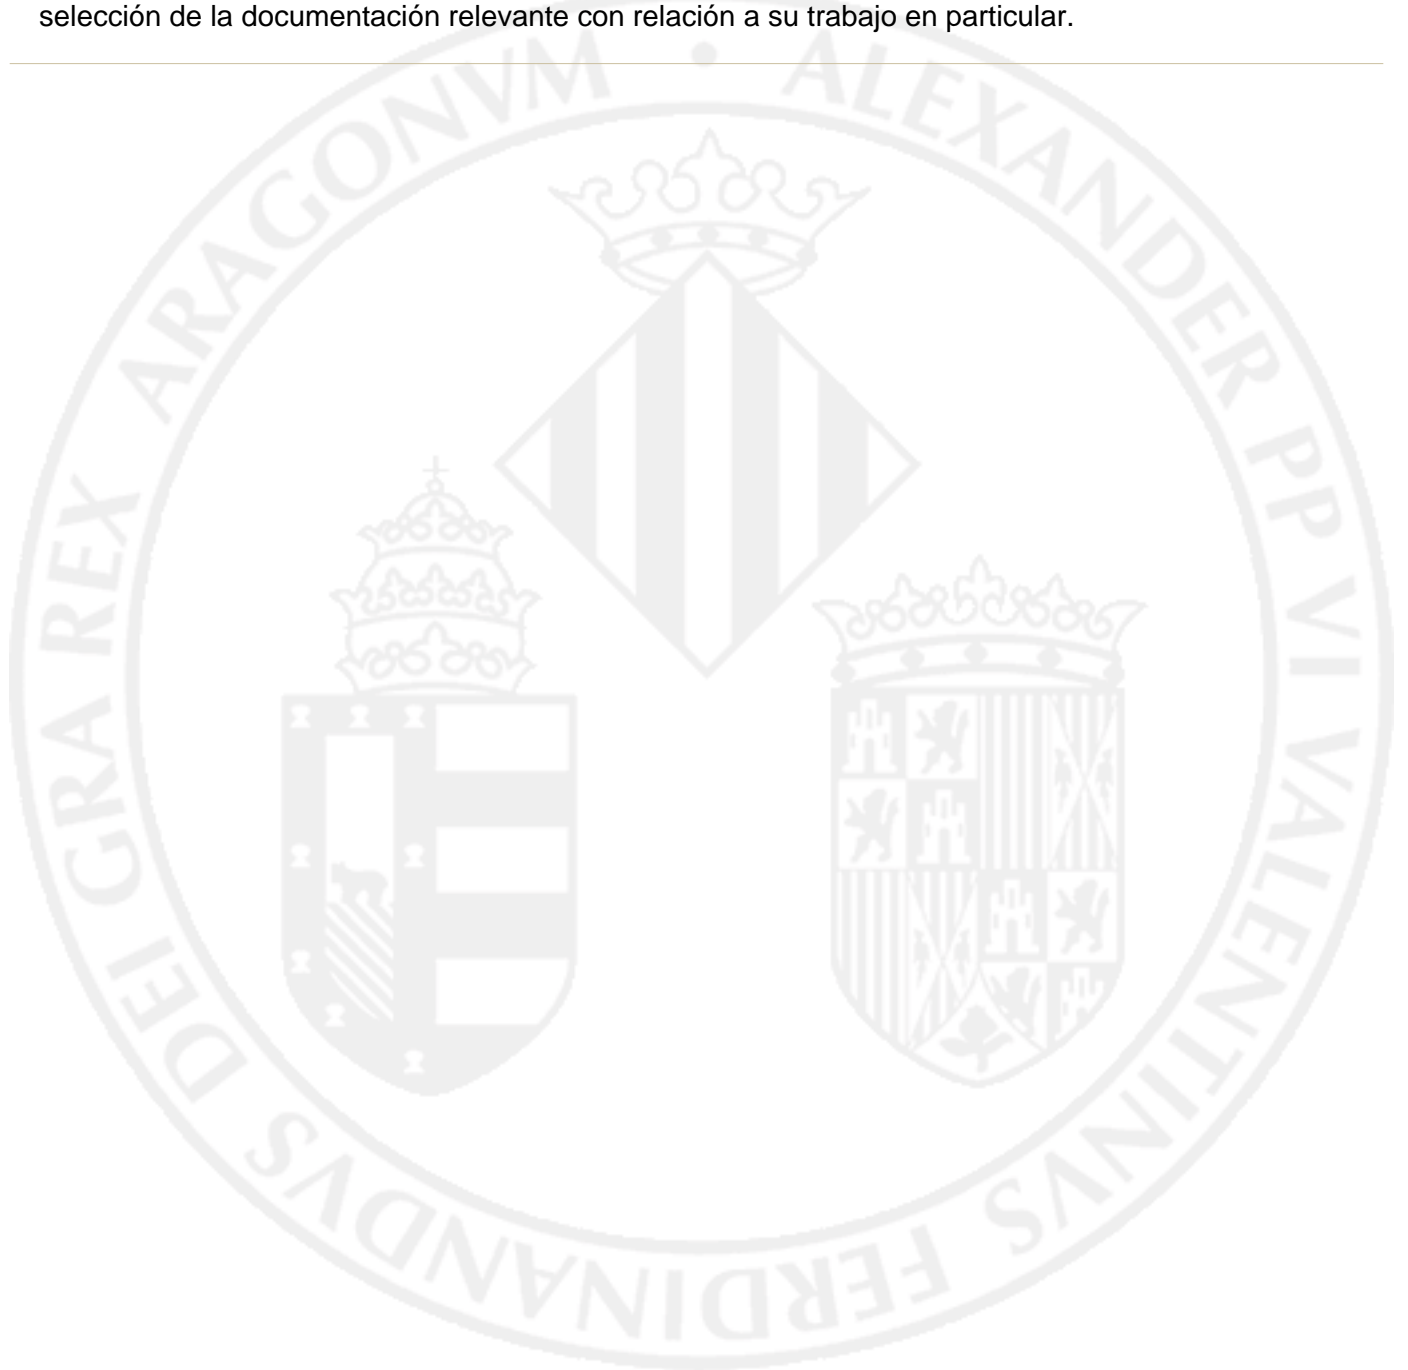 selección de la documentación relevante con relación a su trabajo en particular.
• ALEXANDER PP VI VALENTINVS FERDINANDVS DEI GRA REX ARAGONVM